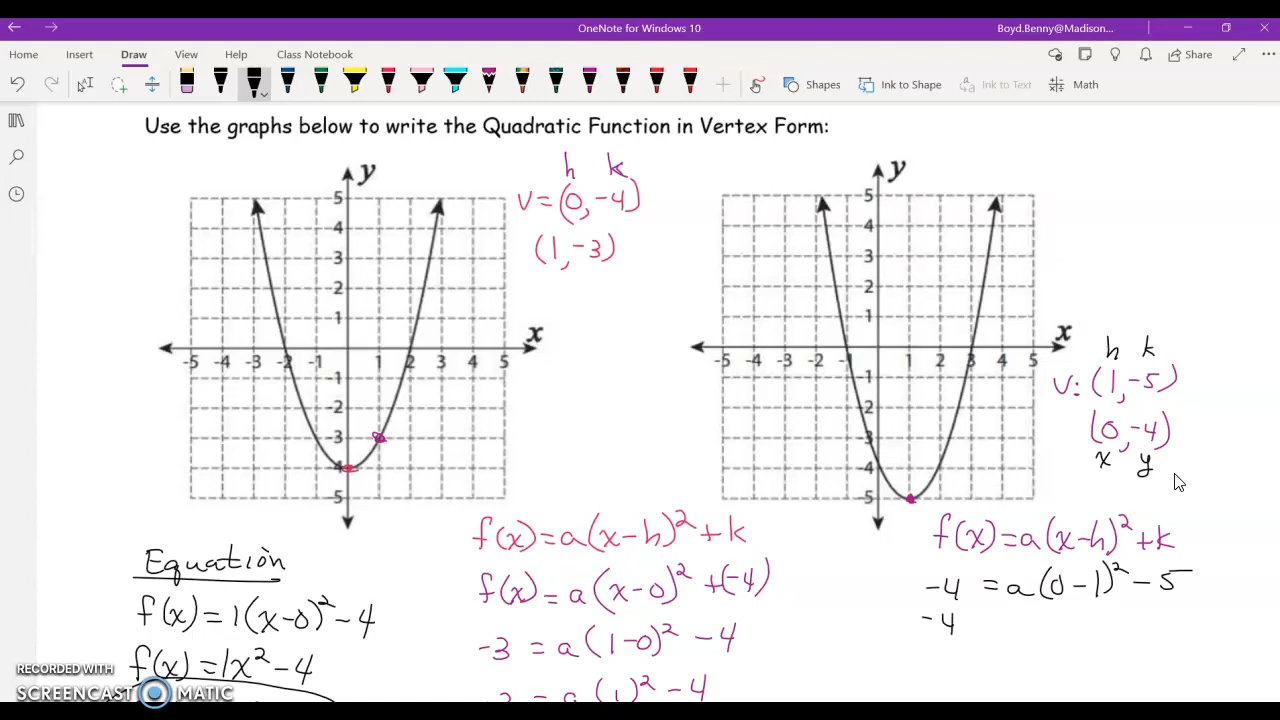 OneNote for Windows 10
Boyd.Benny@Madison...
Home Insert Draw View Help Class Notebook
Share
Shapes Ink to Shape Ink to Text Math
Use the graphs below to write the Quadratic Function in Vertex Form:
h k
V = (0, -4)
(1, -3)
y
5
4
3
2
1
x
-5 -4 -3 -2 -1 1 2 3 4 5
-1
-2
-3
-4
-5
y
5
4
3
2
1
x
-5 -4 -3 -2 -1 1 2 3 4 5
-1
-2
-3
-4
-5
h k
V: (1, -5)
(0, -4)
x y
Equation
f(x) = 1(x-0)² - 4
f(x) = 1x² - 4
f(x) = a(x-h)² + k
f(x) = a(x-0)² + (-4)
-3 = a(1-0)² - 4
-3 = a(1)² - 4
f(x) = a(x-h)² + k
-4 = a(0-1)² - 5
-4
RECORDED WITH
SCREENCAST MATIC